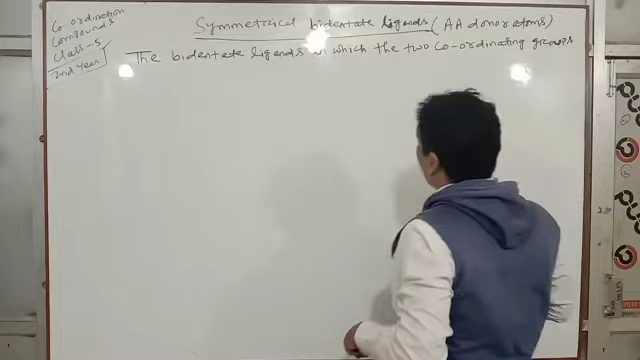 Co-ordination
Compounds
Class-5
2nd Year
Symmetrical bidentate ligands (AA donor atoms)
The bidentate ligands in which the two Co-ordinating groups